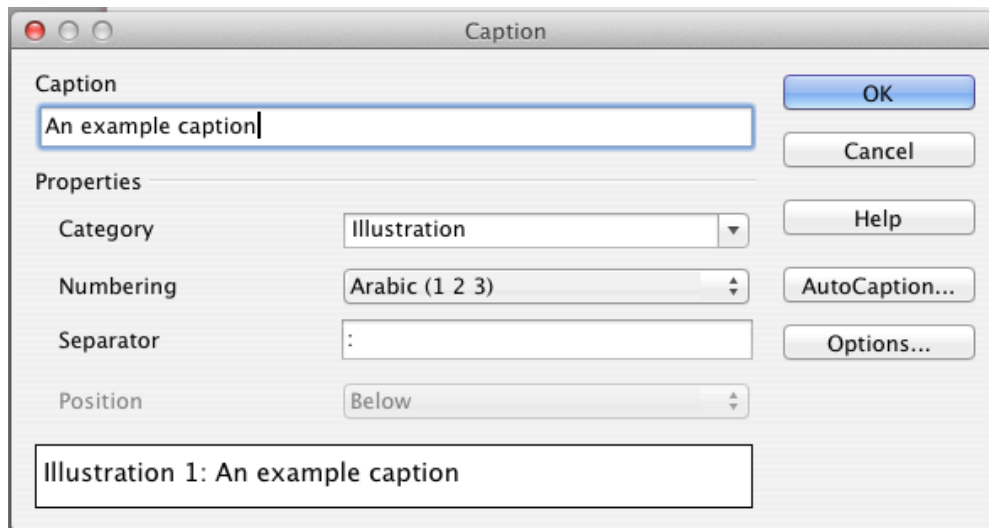 Caption
Caption
An example caption
OK
Cancel
Properties
Category
Illustration
Help
Numbering
Arabic (1 2 3)
AutoCaption...
Separator
:
Options...
Position
Below
Illustration 1: An example caption